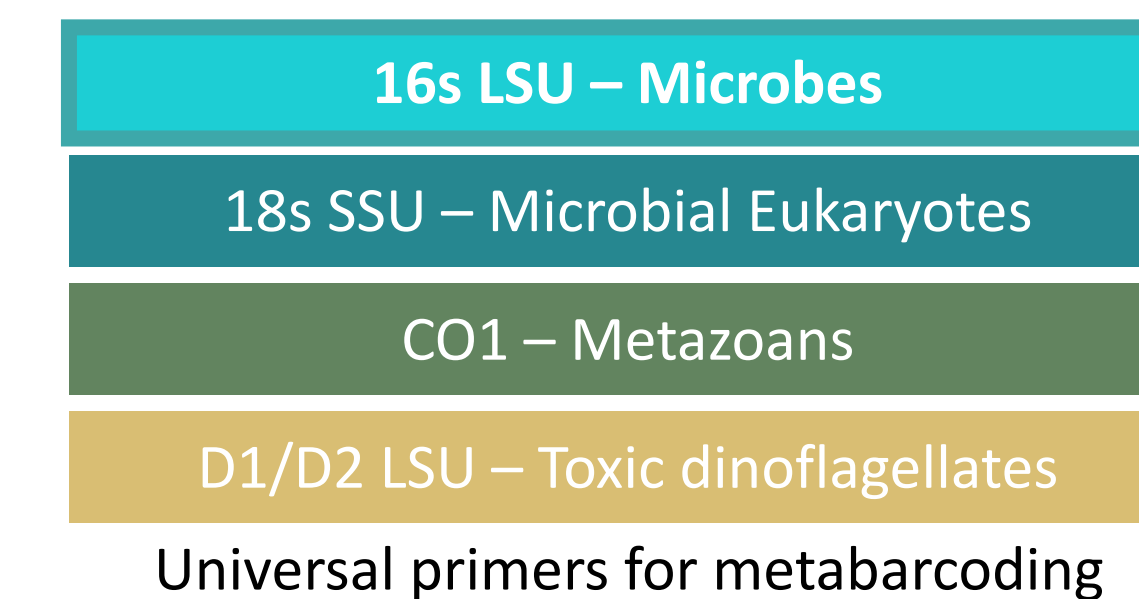 16s LSU – Microbes
18s SSU – Microbial Eukaryotes
CO1 – Metazoans
D1/D2 LSU – Toxic dinoflagellates
Universal primers for metabarcoding